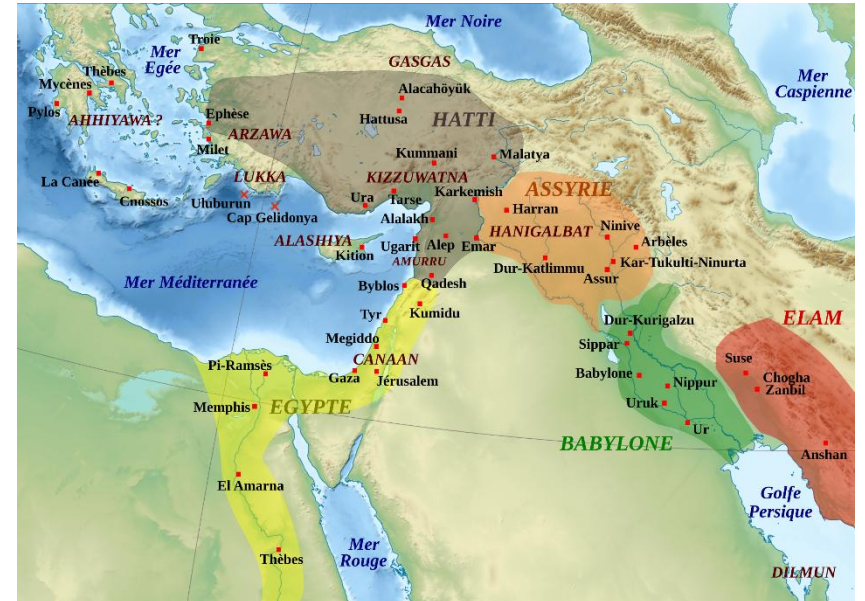 Mer Noire
Troie
Mer
Egée
GASGAS
Mer
Caspienne
Thèbes
Mycènes
Alacahöyük
Pylos
Ephèse
Hattusa
HATTI
AHHIYAWA ?
ARZAWA
Milet
Kummani
Malatya
La Canée
LUKKA
KIZZUWATNA
Cnossos
Uluburun
Ura
Tarse
Karkemish
ASSYRIE
Cap Gelidonya
Harran
Alalakh
HANIGALBAT
Ninive
ALASHIYA
Ugarit
Alep
Emar
Arbèles
Kition
AMURRU
Dur-Katlimmu
Kar-Tukulti-Ninurta
Assur
Mer Méditerranée
Byblos
Qadesh
Kumidu
Tyr
ELAM
Dur-Kurigalzu
Megiddo
Sippar
CANAAN
Suse
Pi-Ramsès
Gaza
Jérusalem
Babylone
Nippur
Chogha
Zanbil
Memphis
EGYPTE
Uruk
Ur
BABYLONE
Anshan
El Amarna
Golfe
Persique
Mer
Rouge
Thèbes
DILMUN